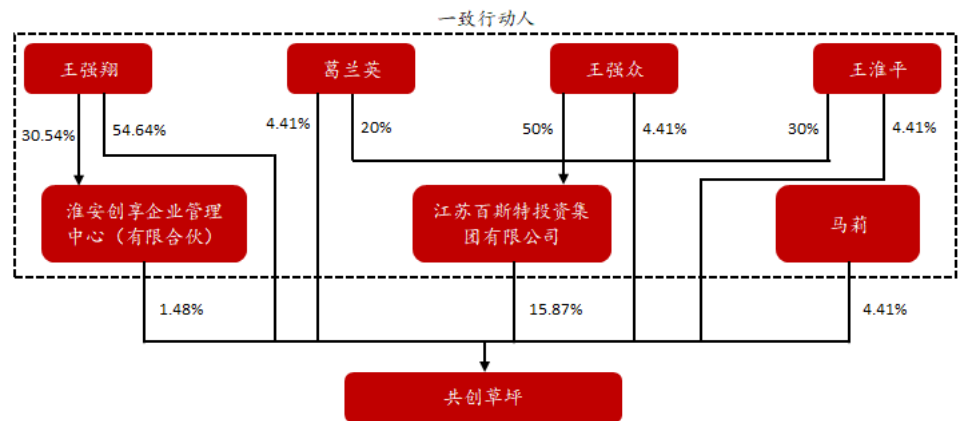 一致行动人
王强翔
葛兰英
王强众
王淮平
30.54%
54.64%
4.41%
20%
50%
4.41%
30%
4.41%
淮安创享企业管理
中心（有限合伙）
江苏百斯特投资集
团有限公司
马莉
1.48%
15.87%
4.41%
共创草坪